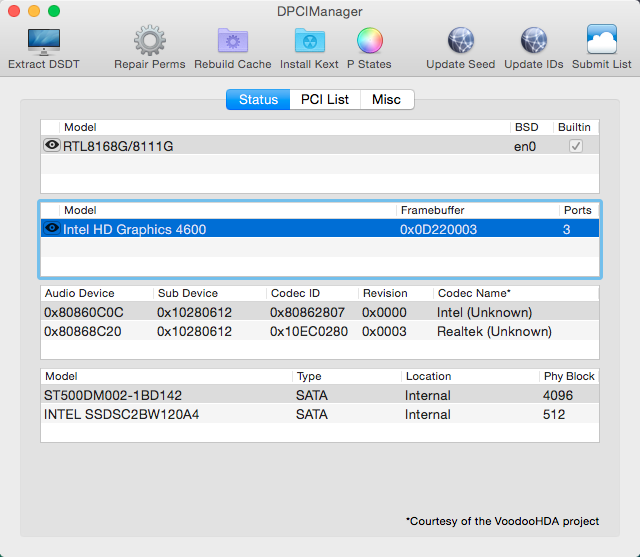 DPCIManager
Extract DSDT Repair Perms Rebuild Cache Install Kext P States Update Seed Update IDs Submit List
Status PCI List Misc
Model BSD Builtin
RTL8168G/8111G en0
Model Framebuffer Ports
Intel HD Graphics 4600 0x0D220003 3
Audio Device Sub Device Codec ID Revision Codec Name*
0x80860C0C 0x10280612 0x80862807 0x0000 Intel (Unknown)
0x80868C20 0x10280612 0x10EC0280 0x0003 Realtek (Unknown)
Model Type Location Phy Block
ST500DM002-1BD142 SATA Internal 4096
INTEL SSDSC2BW120A4 SATA Internal 512
*Courtesy of the VoodooHDA project